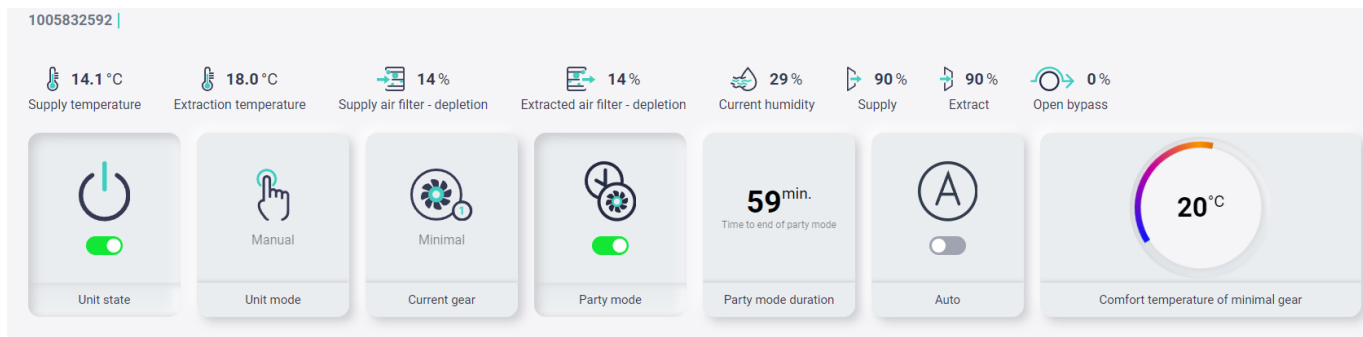 1005832592
14.1 °C
Supply temperature
18.0 °C
Extraction temperature
14 %
Supply air filter - depletion
14 %
Extracted air filter - depletion
29 %
Current humidity
90 %
Supply
90 %
Extract
0 %
Open bypass
Unit state
Manual
Unit mode
1
Minimal
Current gear
Party mode
59 min.
Time to end of party mode
Party mode duration
A
Auto
20 °C
Comfort temperature of minimal gear